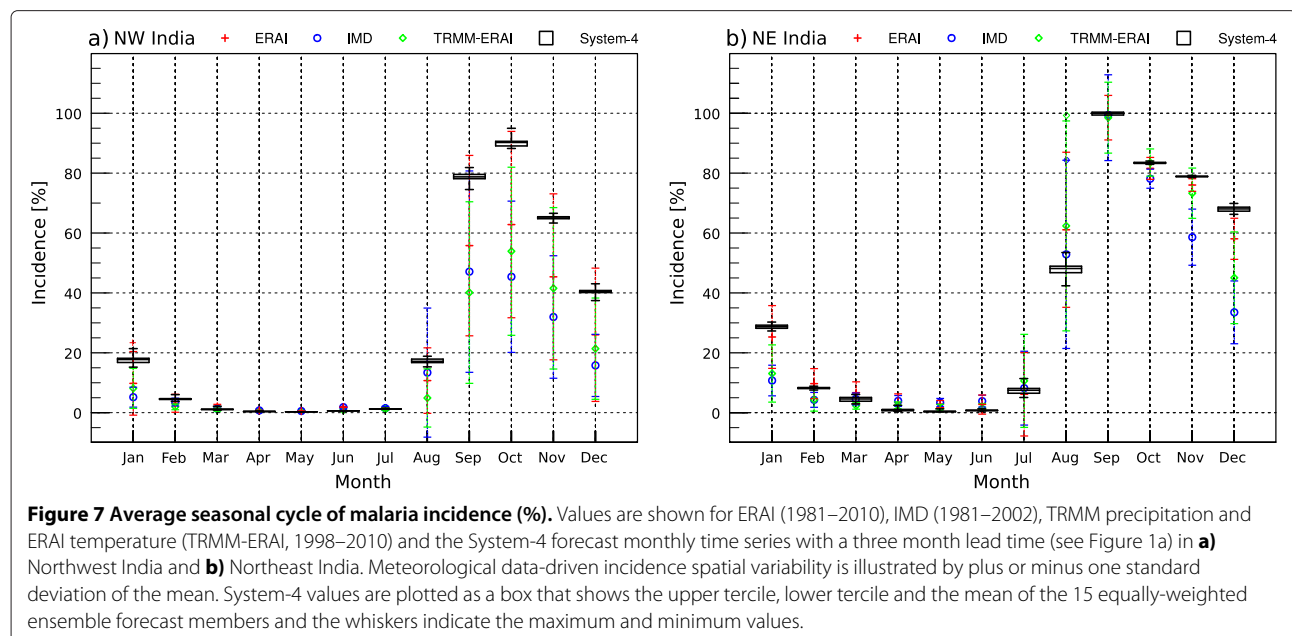 a) NW India ERAI IMD TRMM-ERAI System-4
Incidence [%]
100
80
60
40
20
0
Jan Feb Mar Apr May Jun Jul Aug Sep Oct Nov Dec
Month
b) NE India ERAI IMD TRMM-ERAI System-4
Incidence [%]
100
80
60
40
20
0
Jan Feb Mar Apr May Jun Jul Aug Sep Oct Nov Dec
Month
Figure 7 Average seasonal cycle of malaria incidence (%). Values are shown for ERAI (1981–2010), IMD (1981–2002), TRMM precipitation and
ERAI temperature (TRMM-ERAI, 1998–2010) and the System-4 forecast monthly time series with a three month lead time (see Figure 1a) in a)
Northwest India and b) Northeast India. Meteorological data-driven incidence spatial variability is illustrated by plus or minus one standard
deviation of the mean. System-4 values are plotted as a box that shows the upper tercile, lower tercile and the mean of the 15 equally-weighted
ensemble forecast members and the whiskers indicate the maximum and minimum values.